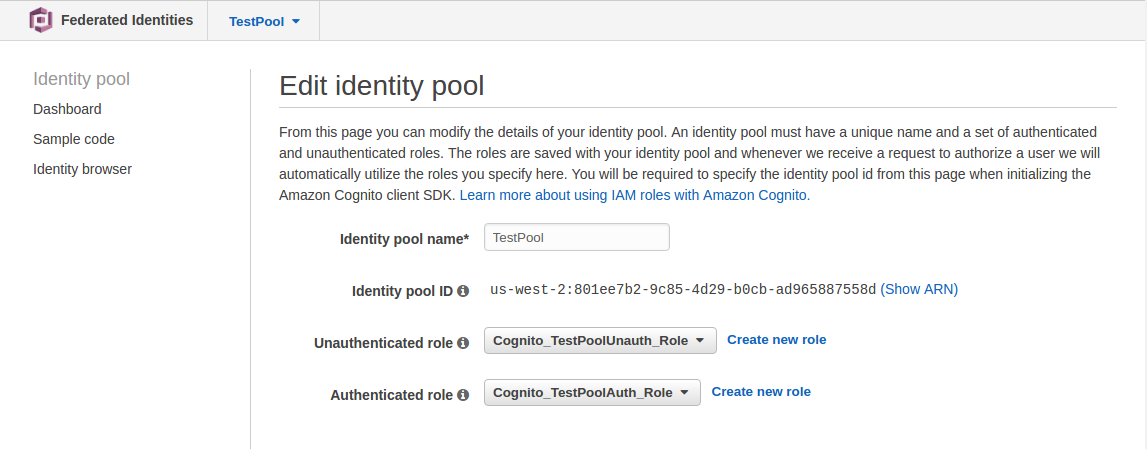 Federated Identities TestPool
Identity pool
Dashboard
Sample code
Identity browser
Edit identity pool
From this page you can modify the details of your identity pool. An identity pool must have a unique name and a set of authenticated
and unauthenticated roles. The roles are saved with your identity pool and whenever we receive a request to authorize a user we will
automatically utilize the roles you specify here. You will be required to specify the identity pool id from this page when initializing the
Amazon Cognito client SDK. Learn more about using IAM roles with Amazon Cognito.
Identity pool name* TestPool
Identity pool ID us-west-2:801ee7b2-9c85-4d29-b0cb-ad965887558d (Show ARN)
Unauthenticated role Cognito_TestPoolUnauth_Role Create new role
Authenticated role Cognito_TestPoolAuth_Role Create new role